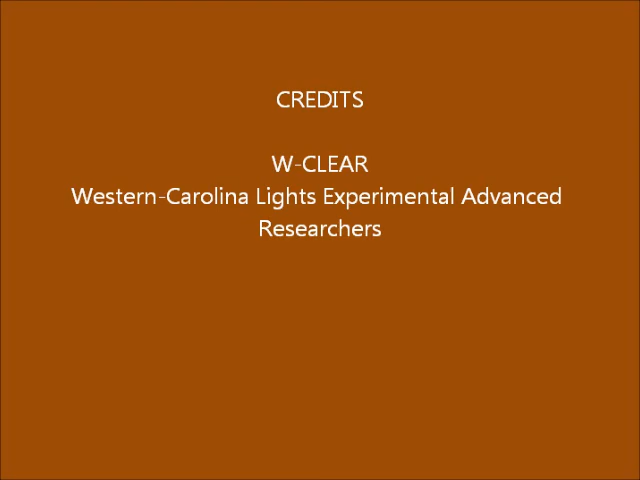 CREDITS
W-CLEAR
Western-Carolina Lights Experimental Advanced
Researchers